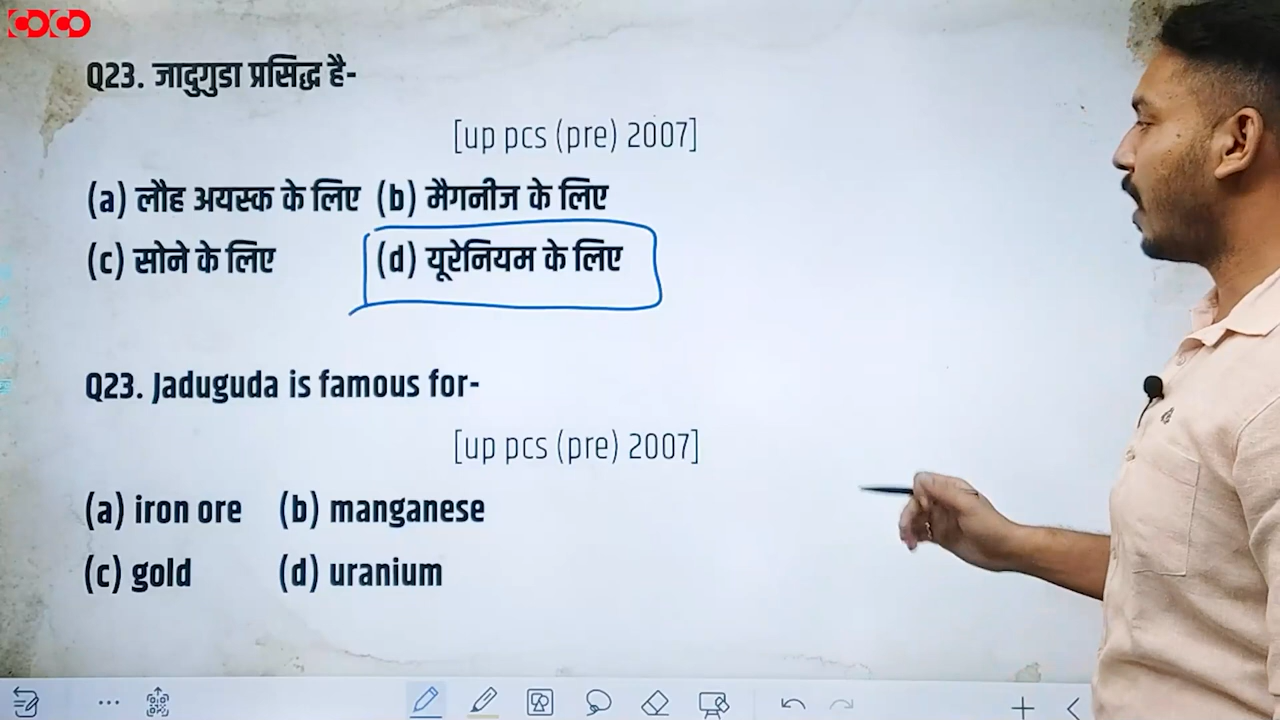 COCO
Q23. जादुगुडा प्रसिद्ध है-
[up pcs (pre) 2007]
(a) लौह अयस्क के लिए (b) मैगनीज के लिए
(c) सोने के लिए (d) यूरेनियम के लिए
Q23. Jaduguda is famous for-
[up pcs (pre) 2007]
(a) iron ore (b) manganese
(c) gold (d) uranium